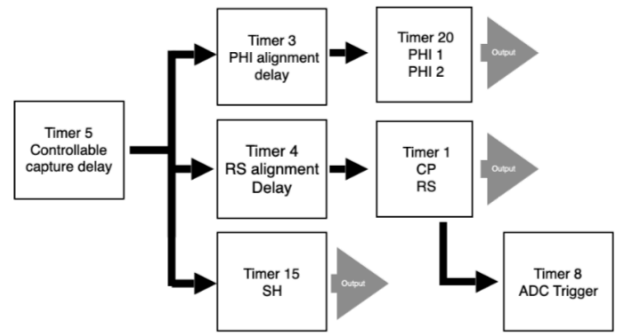 Timer 5
Controllable
capture delay
Timer 3
PHI alignment
delay
Timer 20
PHI 1
PHI 2
Output
Timer 4
RS alignment
Delay
Timer 1
CP
RS
Output
Timer 15
SH
Output
Timer 8
ADC Trigger